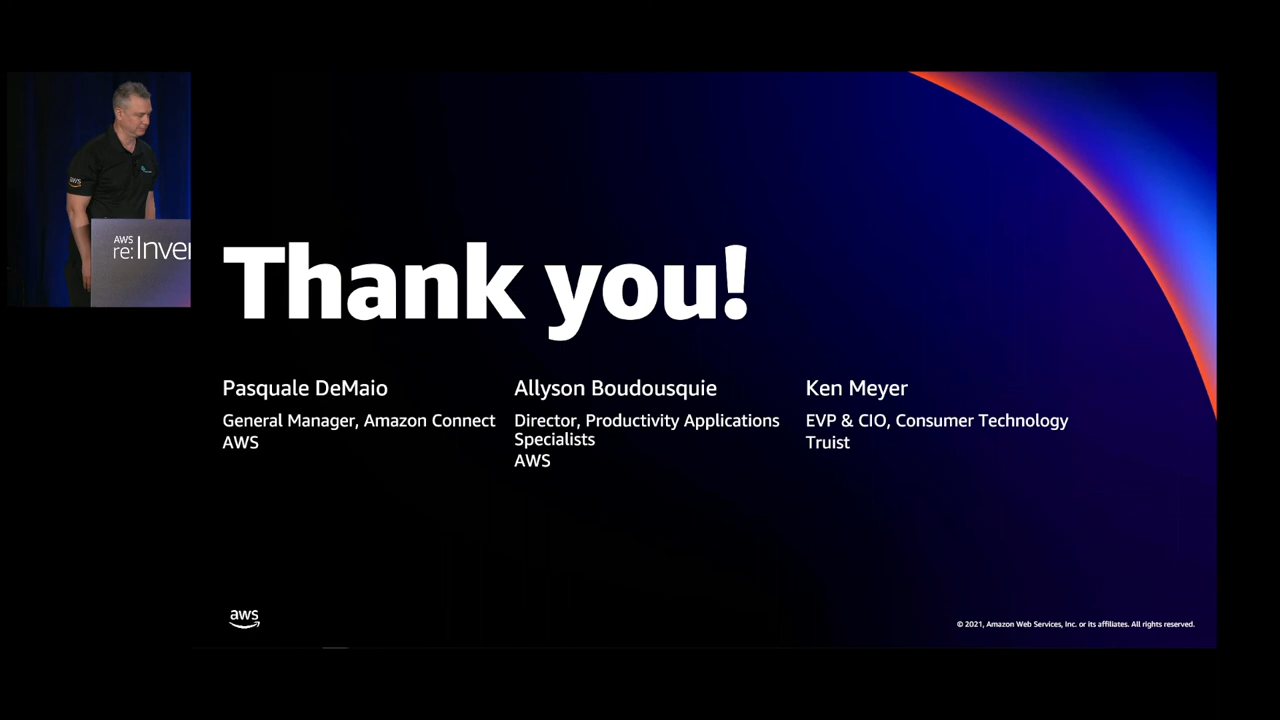 aws
AWS
re:Inven
Thank you!
Pasquale DeMaio
General Manager, Amazon Connect
AWS
Allyson Boudousquie
Director, Productivity Applications
Specialists
AWS
Ken Meyer
EVP & CIO, Consumer Technology
Truist
aws
© 2021, Amazon Web Services, Inc. or its affiliates. All rights reserved.